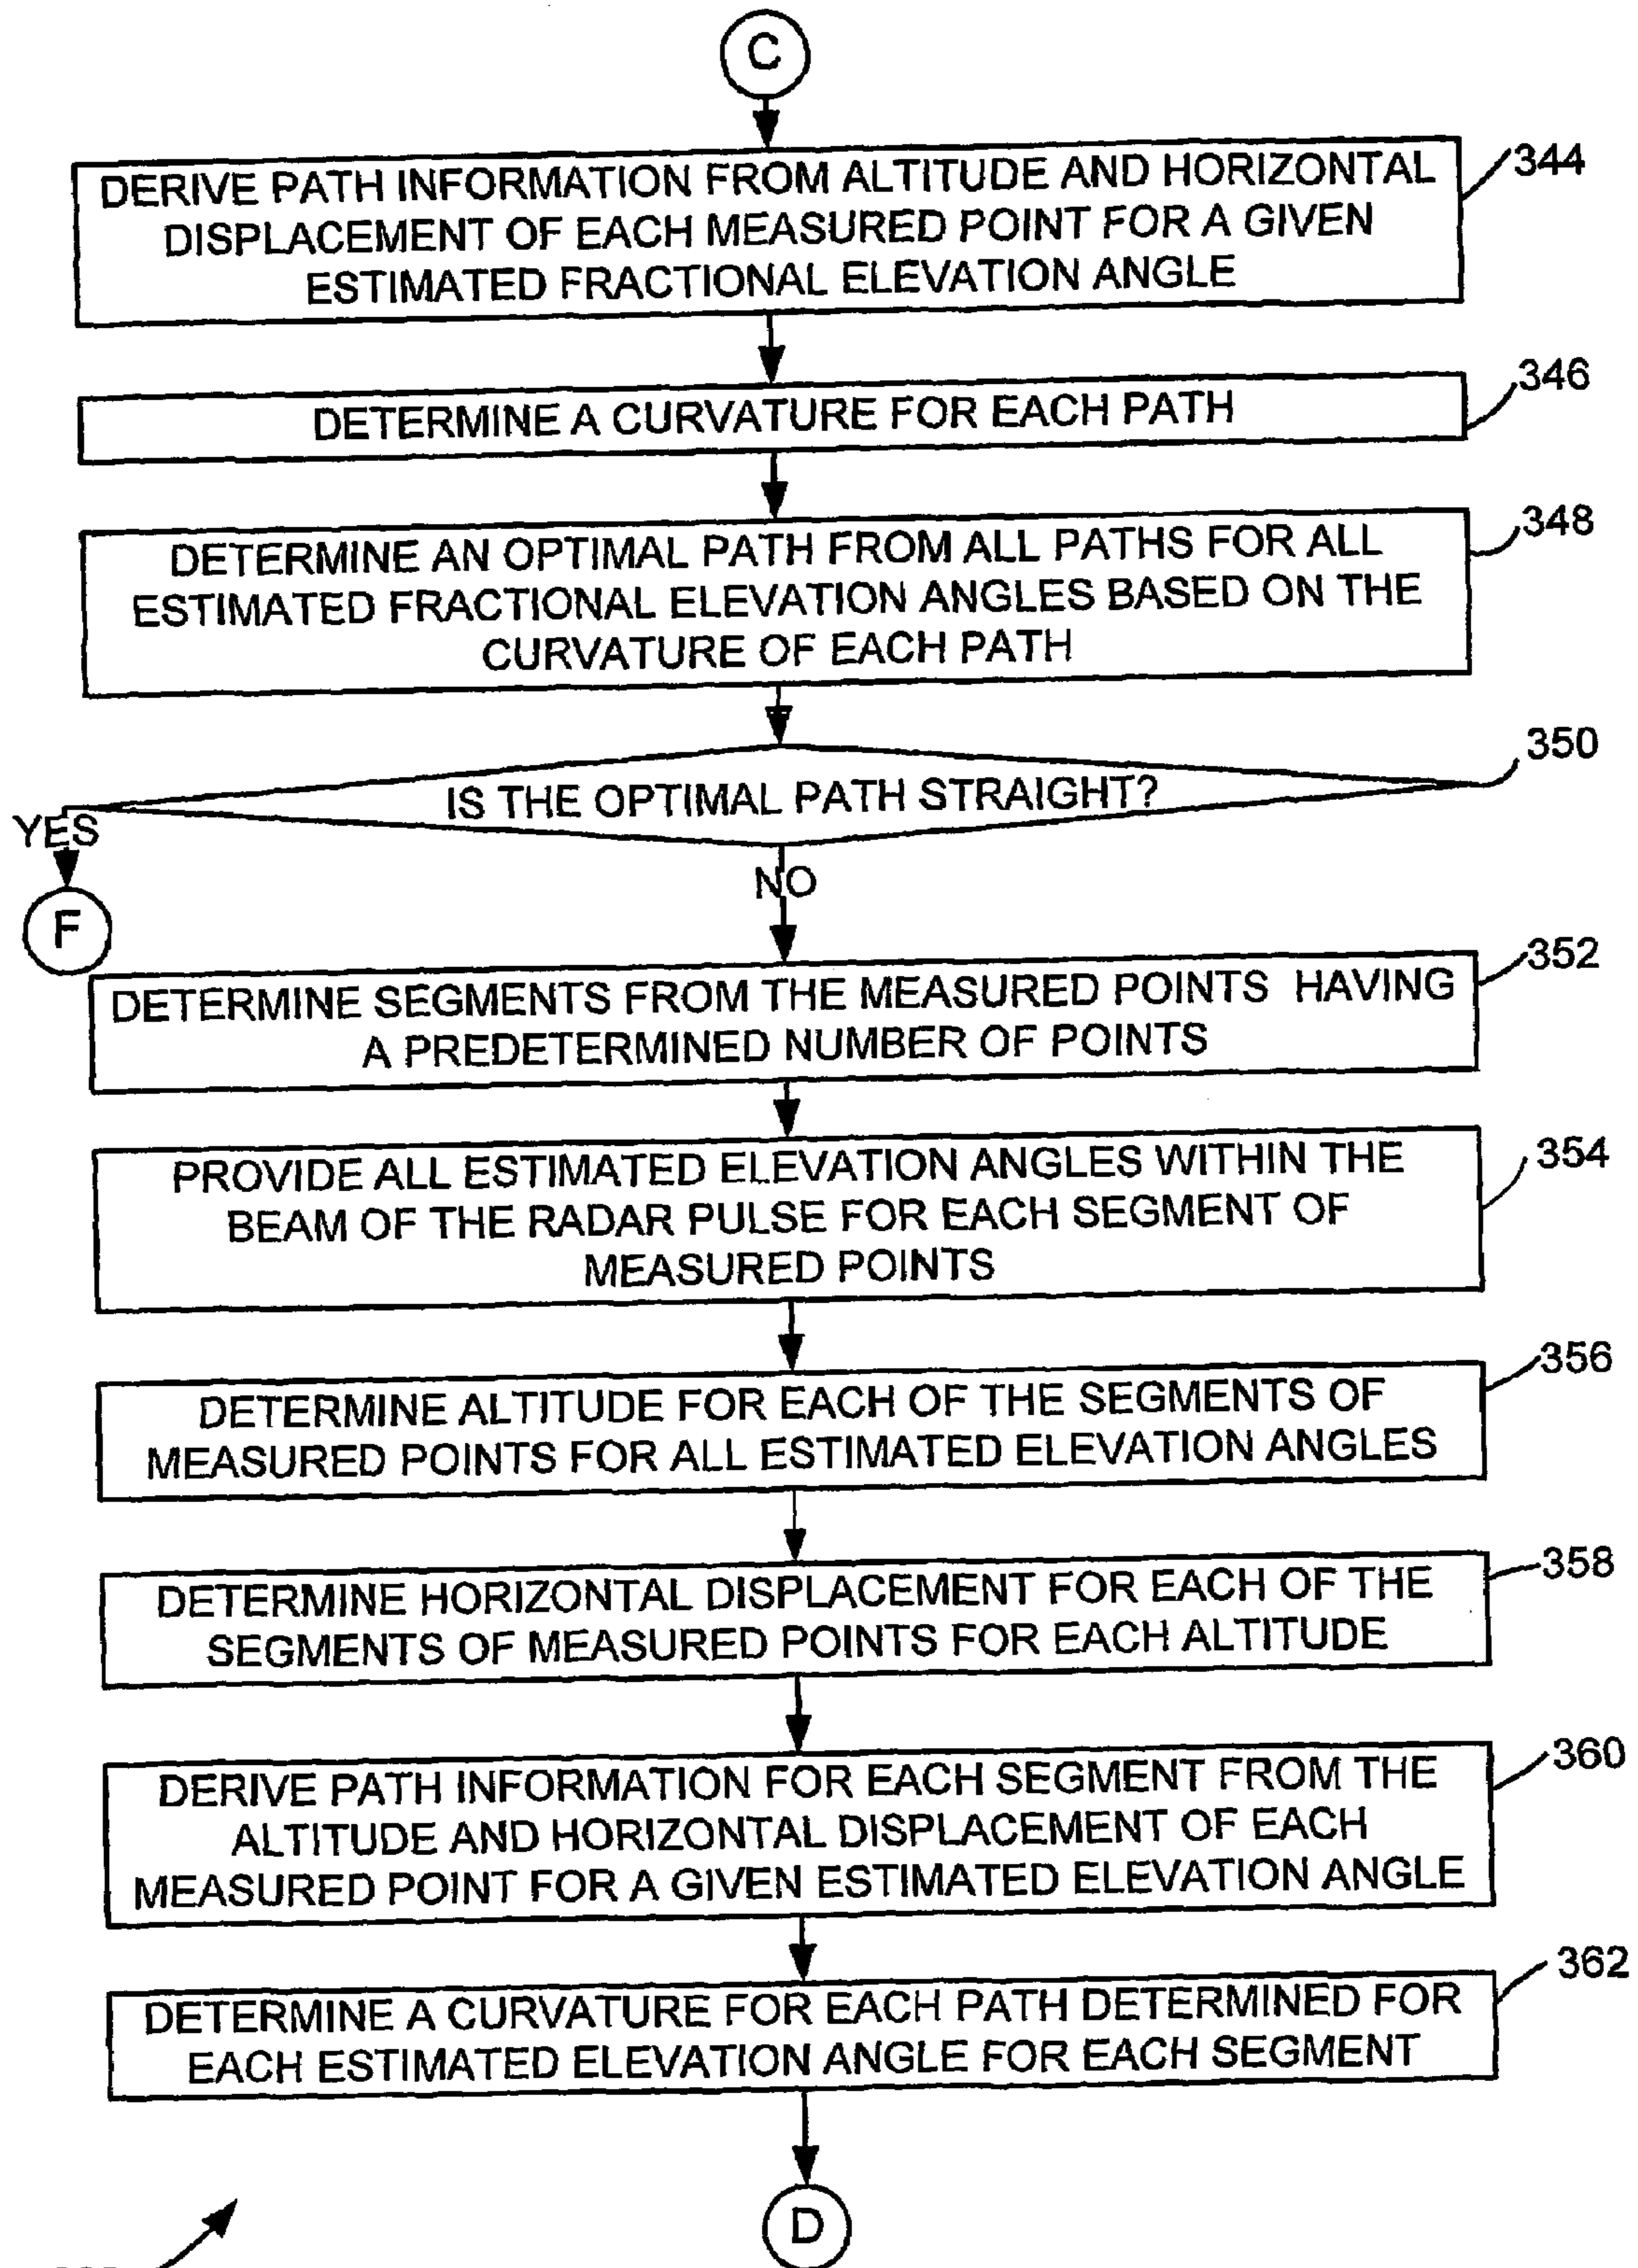 C
DERIVE PATH INFORMATION FROM ALTITUDE AND HORIZONTAL
DISPLACEMENT OF EACH MEASURED POINT FOR A GIVEN
ESTIMATED FRACTIONAL ELEVATION ANGLE
344
DETERMINE A CURVATURE FOR EACH PATH
346
DETERMINE AN OPTIMAL PATH FROM ALL PATHS FOR ALL
ESTIMATED FRACTIONAL ELEVATION ANGLES BASED ON THE
CURVATURE OF EACH PATH
348
IS THE OPTIMAL PATH STRAIGHT?
350
YES
F
NO
DETERMINE SEGMENTS FROM THE MEASURED POINTS HAVING
A PREDETERMINED NUMBER OF POINTS
352
PROVIDE ALL ESTIMATED ELEVATION ANGLES WITHIN THE
BEAM OF THE RADAR PULSE FOR EACH SEGMENT OF
MEASURED POINTS
354
DETERMINE ALTITUDE FOR EACH OF THE SEGMENTS OF
MEASURED POINTS FOR ALL ESTIMATED ELEVATION ANGLES
356
DETERMINE HORIZONTAL DISPLACEMENT FOR EACH OF THE
SEGMENTS OF MEASURED POINTS FOR EACH ALTITUDE
358
DERIVE PATH INFORMATION FOR EACH SEGMENT FROM THE
ALTITUDE AND HORIZONTAL DISPLACEMENT OF EACH
MEASURED POINT FOR A GIVEN ESTIMATED ELEVATION ANGLE
360
DETERMINE A CURVATURE FOR EACH PATH DETERMINED FOR
EACH ESTIMATED ELEVATION ANGLE FOR EACH SEGMENT
362
D